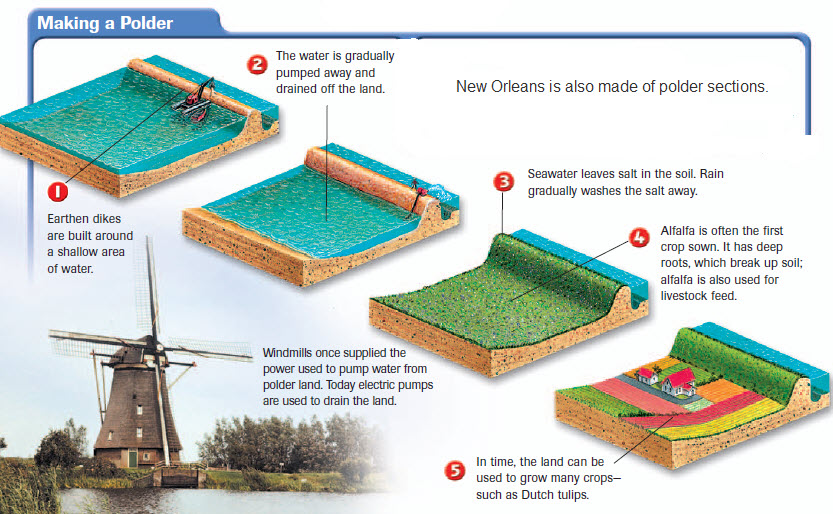 Making a Polder
1
Earthen dikes
are built around
a shallow area
of water.
2
The water is gradually
pumped away and
drained off the land.
New Orleans is also made of polder sections.
3
Seawater leaves salt in the soil. Rain
gradually washes the salt away.
4
Alfalfa is often the first
crop sown. It has deep
roots, which break up soil;
alfalfa is also used for
livestock feed.
Windmills once supplied the
power used to pump water from
polder land. Today electric pumps
are used to drain the land.
5
In time, the land can be
used to grow many crops–
such as Dutch tulips.